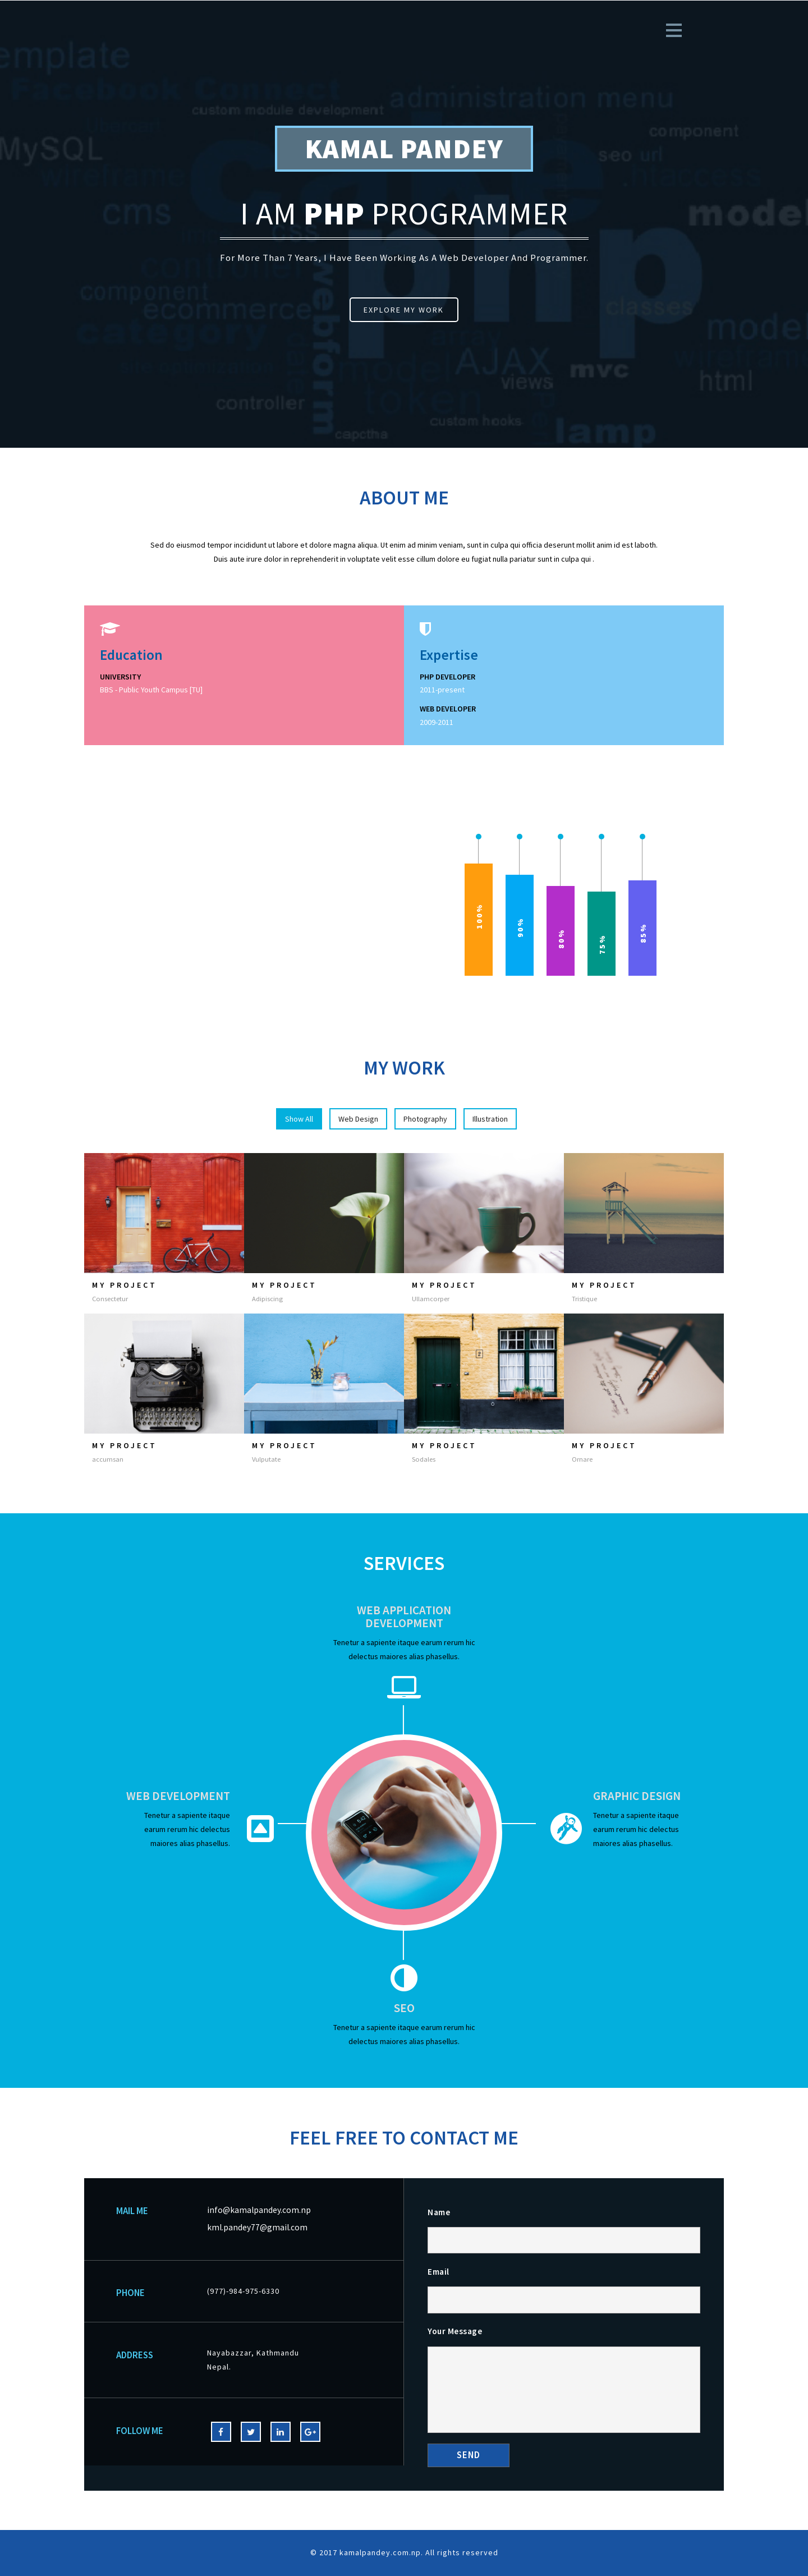 emplate
Facebook Connect
administration menu
custom module development
component
MySQL
seo url
wireframe
cms
model
php
component
ecommerce
classes
category
webform
model
AJAX
mvc
views
html
token
controller
custom hooks
lamp
captcha
KAMAL PANDEY
I AM PHP PROGRAMMER
For More Than 7 Years, I Have Been Working As A Web Developer And Programmer.
EXPLORE MY WORK
ABOUT ME
Sed do eiusmod tempor incididunt ut labore et dolore magna aliqua. Ut enim ad minim veniam, sunt in culpa qui officia deserunt mollit anim id est laboth.
Duis aute irure dolor in reprehenderit in voluptate velit esse cillum dolore eu fugiat nulla pariatur sunt in culpa qui .
Education
UNIVERSITY
BBS - Public Youth Campus [TU]
Expertise
PHP DEVELOPER
2011-present
WEB DEVELOPER
2009-2011
100%
90%
80%
75%
85%
MY WORK
Show All
Web Design
Photography
Illustration
MY PROJECT
Consectetur
MY PROJECT
Adipiscing
MY PROJECT
Ullamcorper
MY PROJECT
Tristique
MY PROJECT
accumsan
MY PROJECT
Vulputate
MY PROJECT
Sodales
MY PROJECT
Ornare
SERVICES
WEB APPLICATION
DEVELOPMENT
Tenetur a sapiente itaque earum rerum hic
delectus maiores alias phasellus.
WEB DEVELOPMENT
Tenetur a sapiente itaque
earum rerum hic delectus
maiores alias phasellus.
GRAPHIC DESIGN
Tenetur a sapiente itaque
earum rerum hic delectus
maiores alias phasellus.
SEO
Tenetur a sapiente itaque earum rerum hic
delectus maiores alias phasellus.
FEEL FREE TO CONTACT ME
MAIL ME
info@kamalpandey.com.np
kml.pandey77@gmail.com
PHONE
(977)-984-975-6330
ADDRESS
Nayabazzar, Kathmandu
Nepal.
FOLLOW ME
Name
Email
Your Message
SEND
© 2017 kamalpandey.com.np. All rights reserved